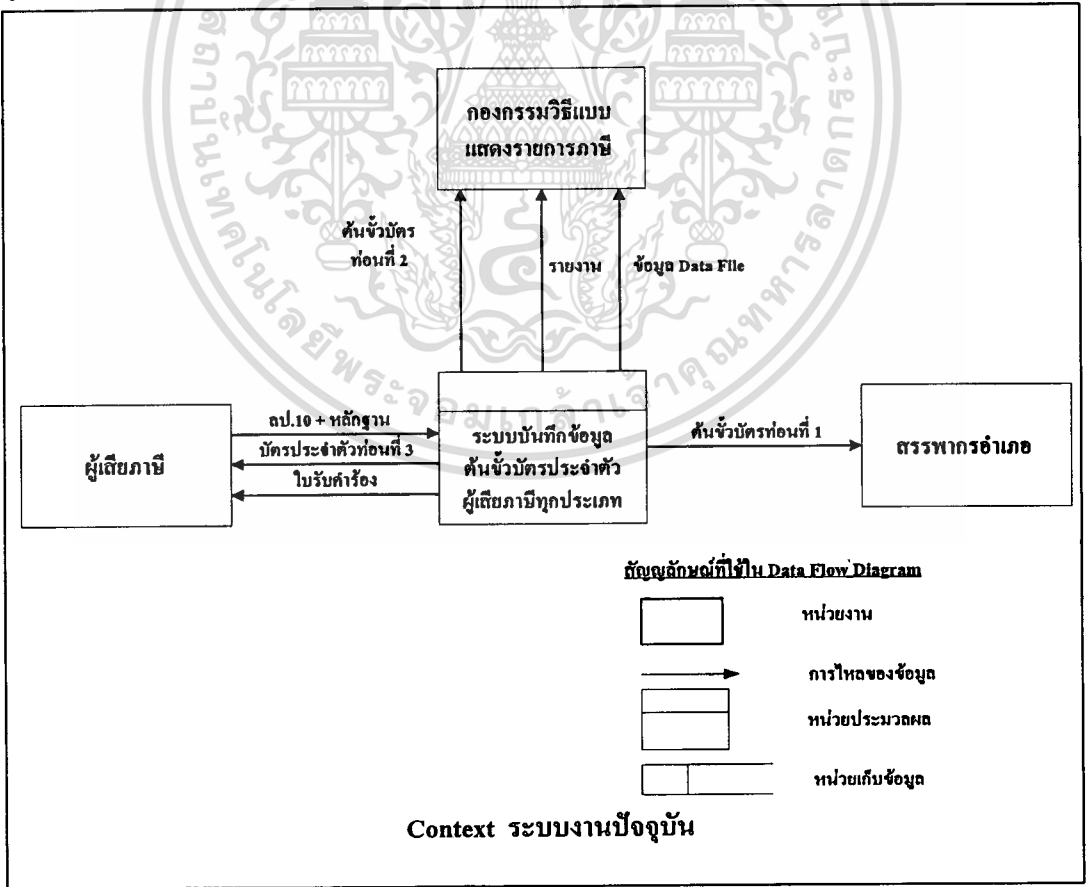 กองกรรมวิธีแบบ
แสดงรายการภาษี
ต้นขั้วบัตร
ท่อนที่ 2
รายงาน
ข้อมูล Data File
ผู้เสียภาษี
ลป.10 + หลักฐาน
บัตรประจำตัวท่อนที่ 3
ใบรับคำร้อง
ระบบบันทึกข้อมูล
ต้นขั้วบัตรประจำตัว
ผู้เสียภาษีทุกประเภท
ต้นขั้วบัตรท่อนที่ 1
สรรพากรอำเภอ
สัญญลักษณ์ที่ใช้ใน Data Flow Diagram
หน่วยงาน
การไหลของข้อมูล
หน่วยประมวลผล
หน่วยเก็บข้อมูล
Context ระบบงานปัจจุบัน